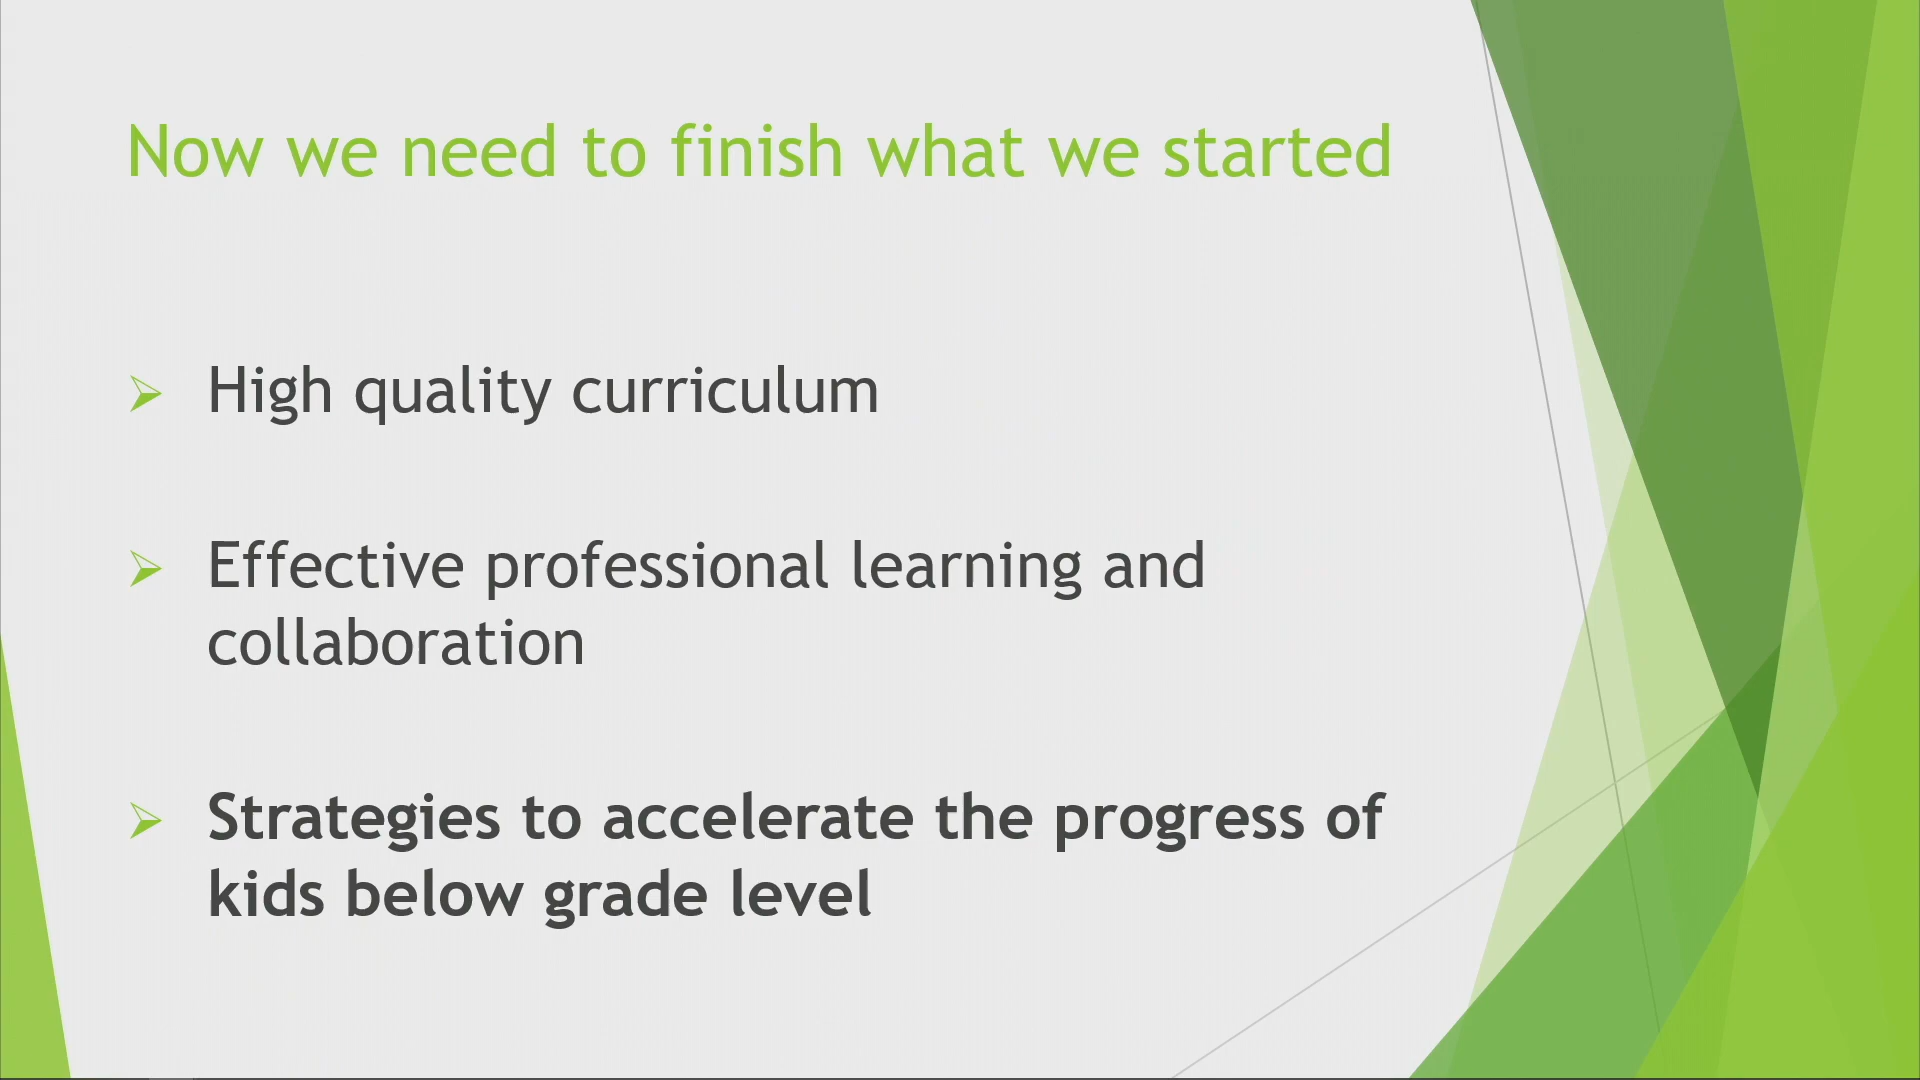 Now we need to finish what we started
High quality curriculum
Effective professional learning and
collaboration
Strategies to accelerate the progress of
kids below grade level